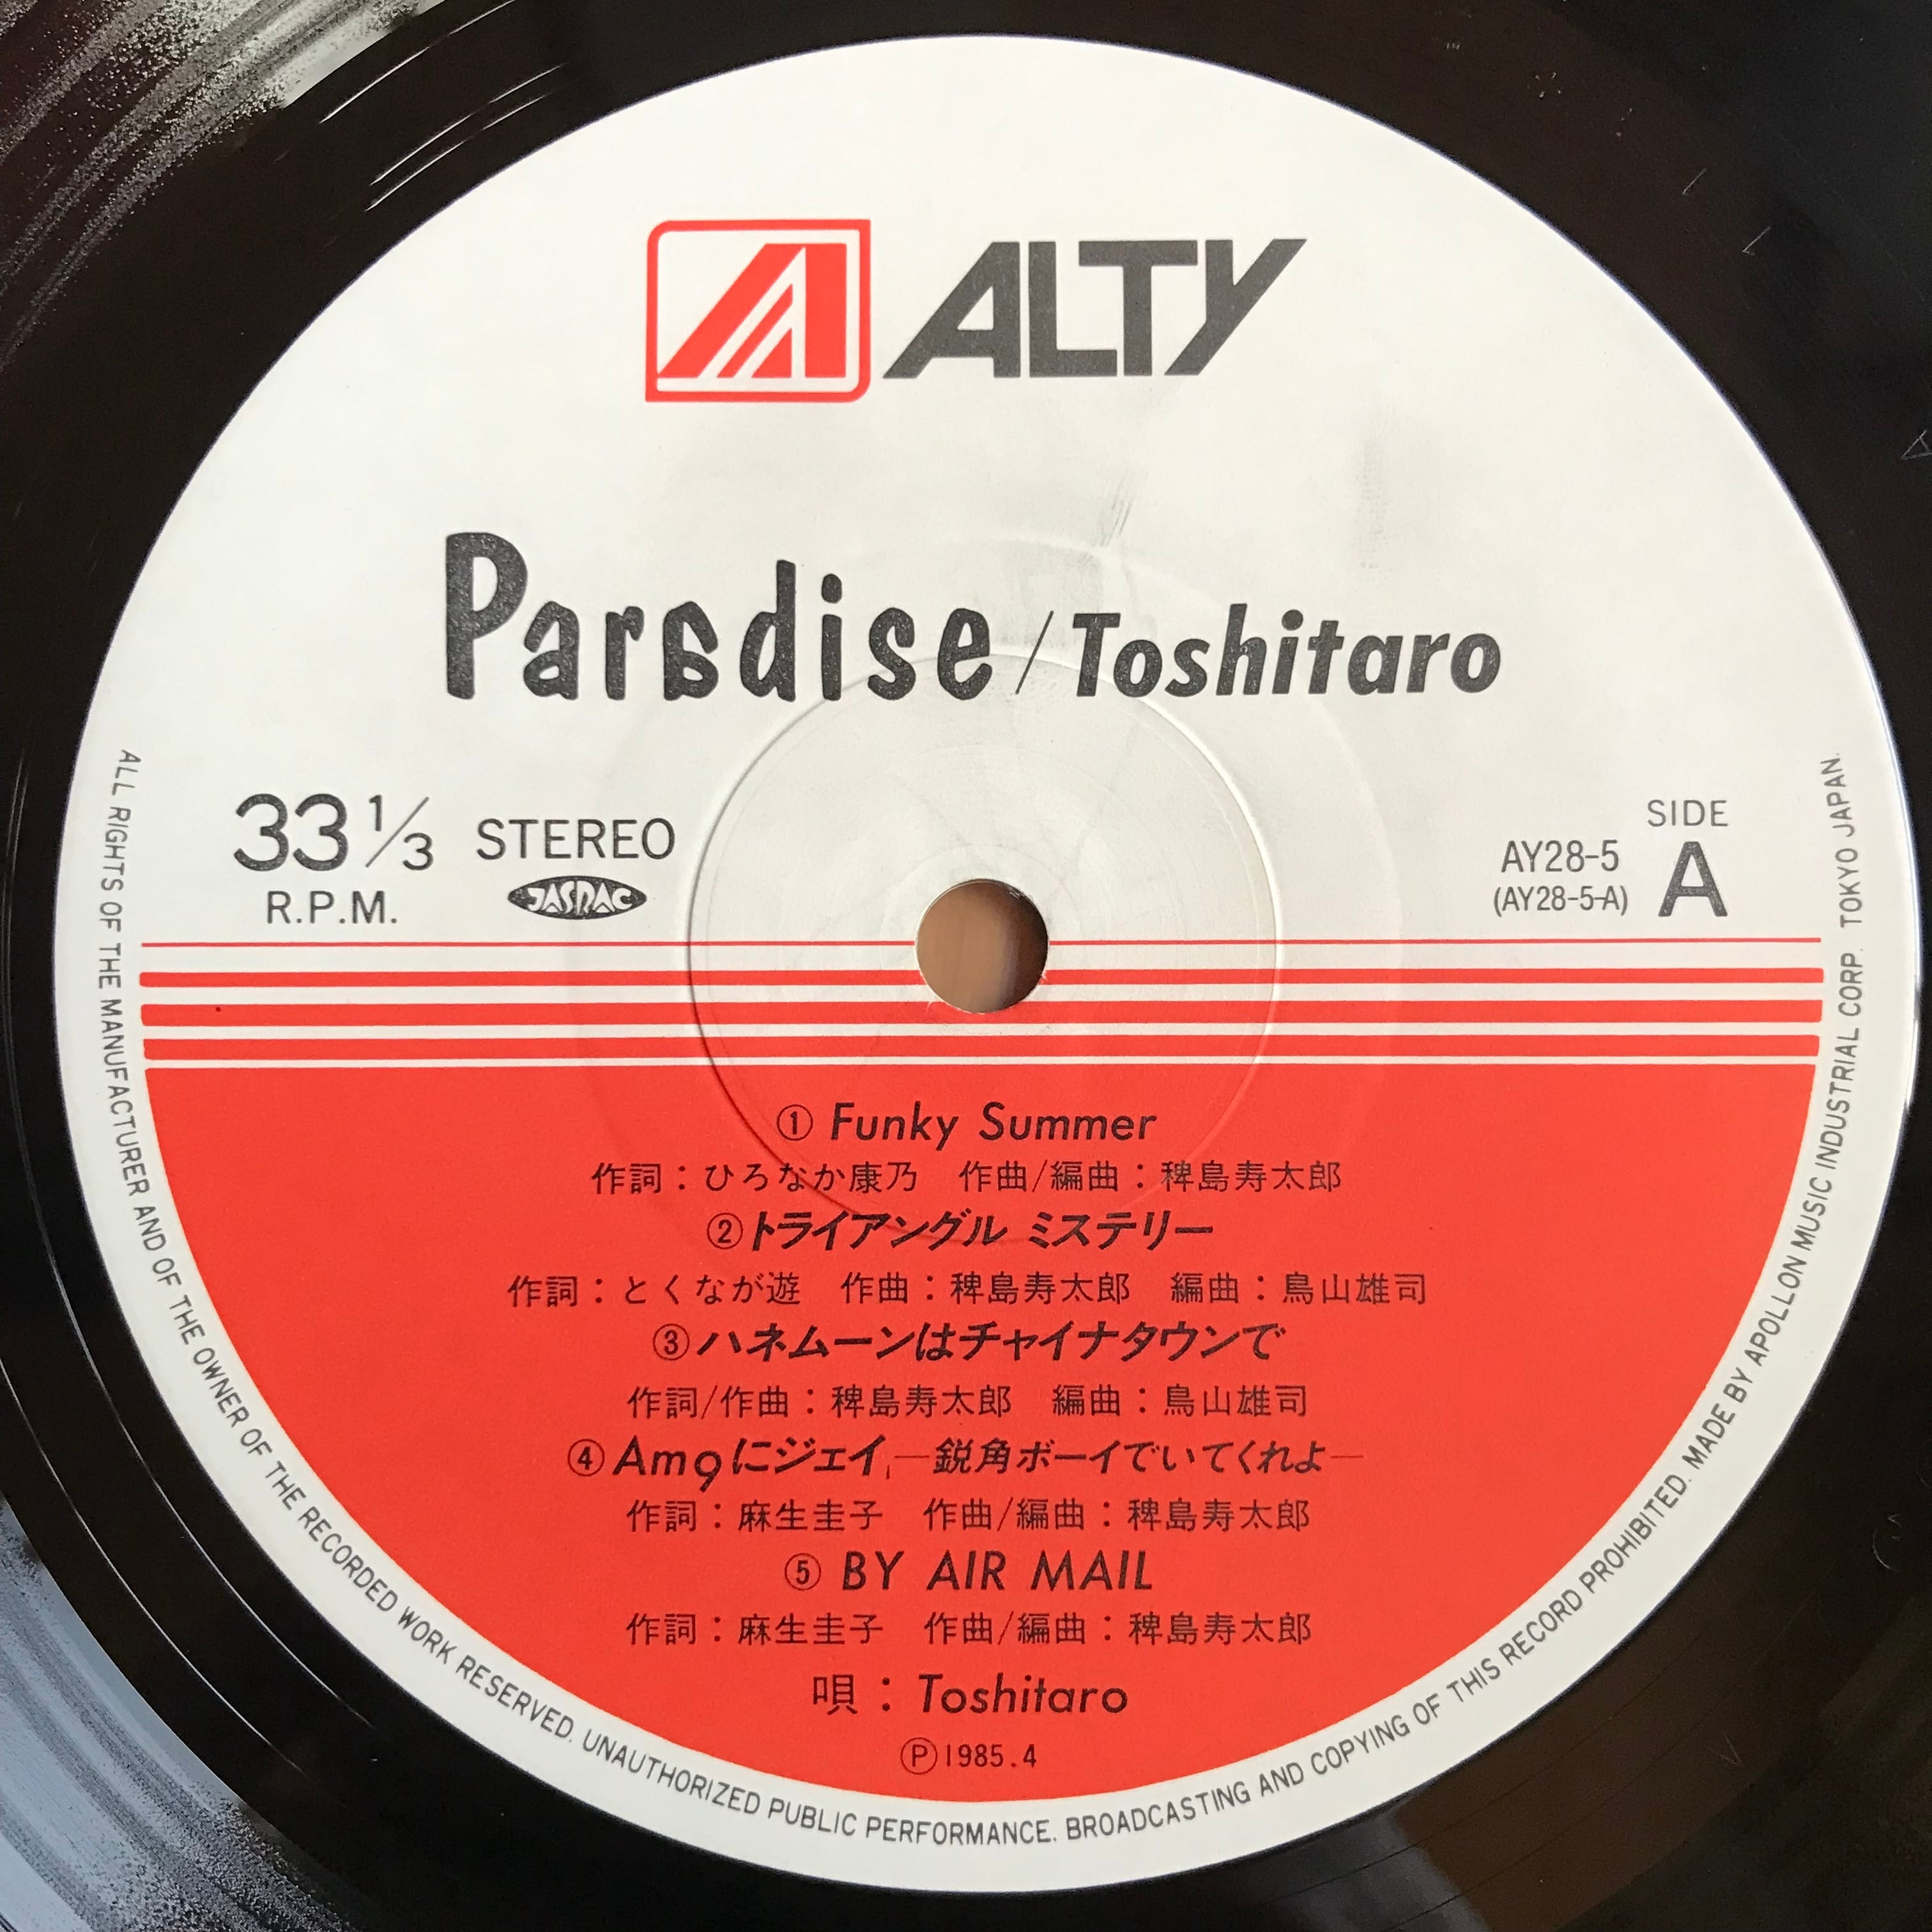 ALTY
Paradise/Toshitaro
33 1/3 STEREO
R.P.M. JASRAC
SIDE
AY28-5 A
(AY28-5-A)
① Funky Summer
作詞：ひろなか康乃　作曲/編曲：稗島寿太郎
②トライアングル ミステリー
作詞：とくなが遊　作曲：稗島寿太郎　編曲：鳥山雄司
③ハネムーンはチャイナタウンで
作詞/作曲：稗島寿太郎　編曲：鳥山雄司
④Am9にジェイ―鋭角ボーイでいてくれよ―
作詞：麻生圭子　作曲/編曲：稗島寿太郎
⑤ BY AIR MAIL
作詞：麻生圭子　作曲/編曲：稗島寿太郎
唄：Toshitaro
Ⓟ1985.4
ALL RIGHTS OF THE MANUFACTURER AND OF THE OWNER OF THE RECORDED WORK RESERVED. UNAUTHORIZED PUBLIC PERFORMANCE. BROADCASTING AND COPYING OF THIS RECORD PROHIBITED. MADE BY APOLLON MUSIC INDUSTRIAL CORP. TOKYO JAPAN.